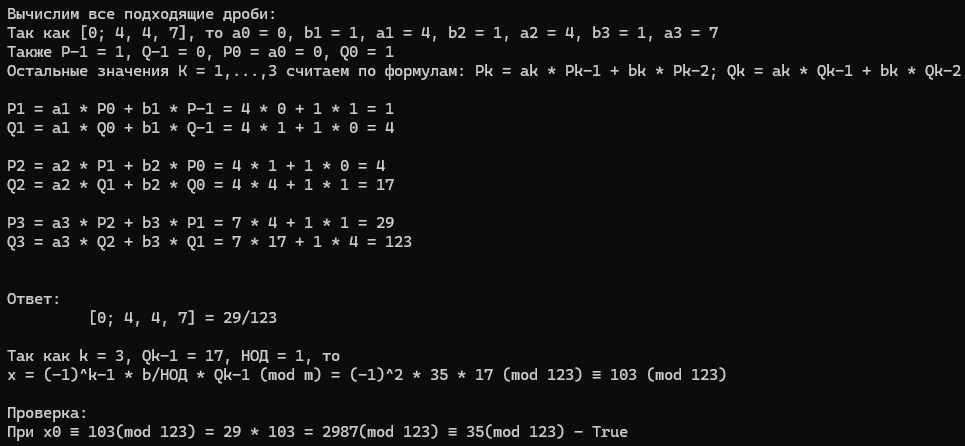 Вычислим все подходящие дроби:
Так как [0; 4, 4, 7], то a0 = 0, b1 = 1, a1 = 4, b2 = 1, a2 = 4, b3 = 1, a3 = 7
Также P-1 = 1, Q-1 = 0, P0 = a0 = 0, Q0 = 1
Остальные значения K = 1,...,3 считаем по формулам: Pk = ak * Pk-1 + bk * Pk-2; Qk = ak * Qk-1 + bk * Qk-2
P1 = a1 * P0 + b1 * P-1 = 4 * 0 + 1 * 1 = 1
Q1 = a1 * Q0 + b1 * Q-1 = 4 * 1 + 1 * 0 = 4
P2 = a2 * P1 + b2 * P0 = 4 * 1 + 1 * 0 = 4
Q2 = a2 * Q1 + b2 * Q0 = 4 * 4 + 1 * 1 = 17
P3 = a3 * P2 + b3 * P1 = 7 * 4 + 1 * 1 = 29
Q3 = a3 * Q2 + b3 * Q1 = 7 * 17 + 1 * 4 = 123
Ответ:
[0; 4, 4, 7] = 29/123
Так как k = 3, Qk-1 = 17, НОД = 1, то
x = (-1)^k-1 * b/НОД * Qk-1 (mod m) = (-1)^2 * 35 * 17 (mod 123) ≡ 103 (mod 123)
Проверка:
При x0 ≡ 103(mod 123) = 29 * 103 = 2987(mod 123) ≡ 35(mod 123) - True